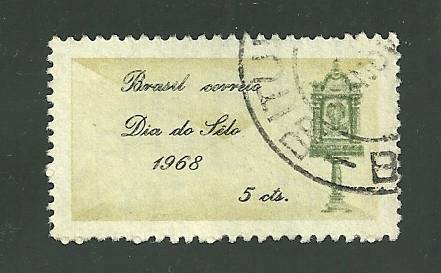 Brasil correio
Dia do Sêlo
1968
5 cts.